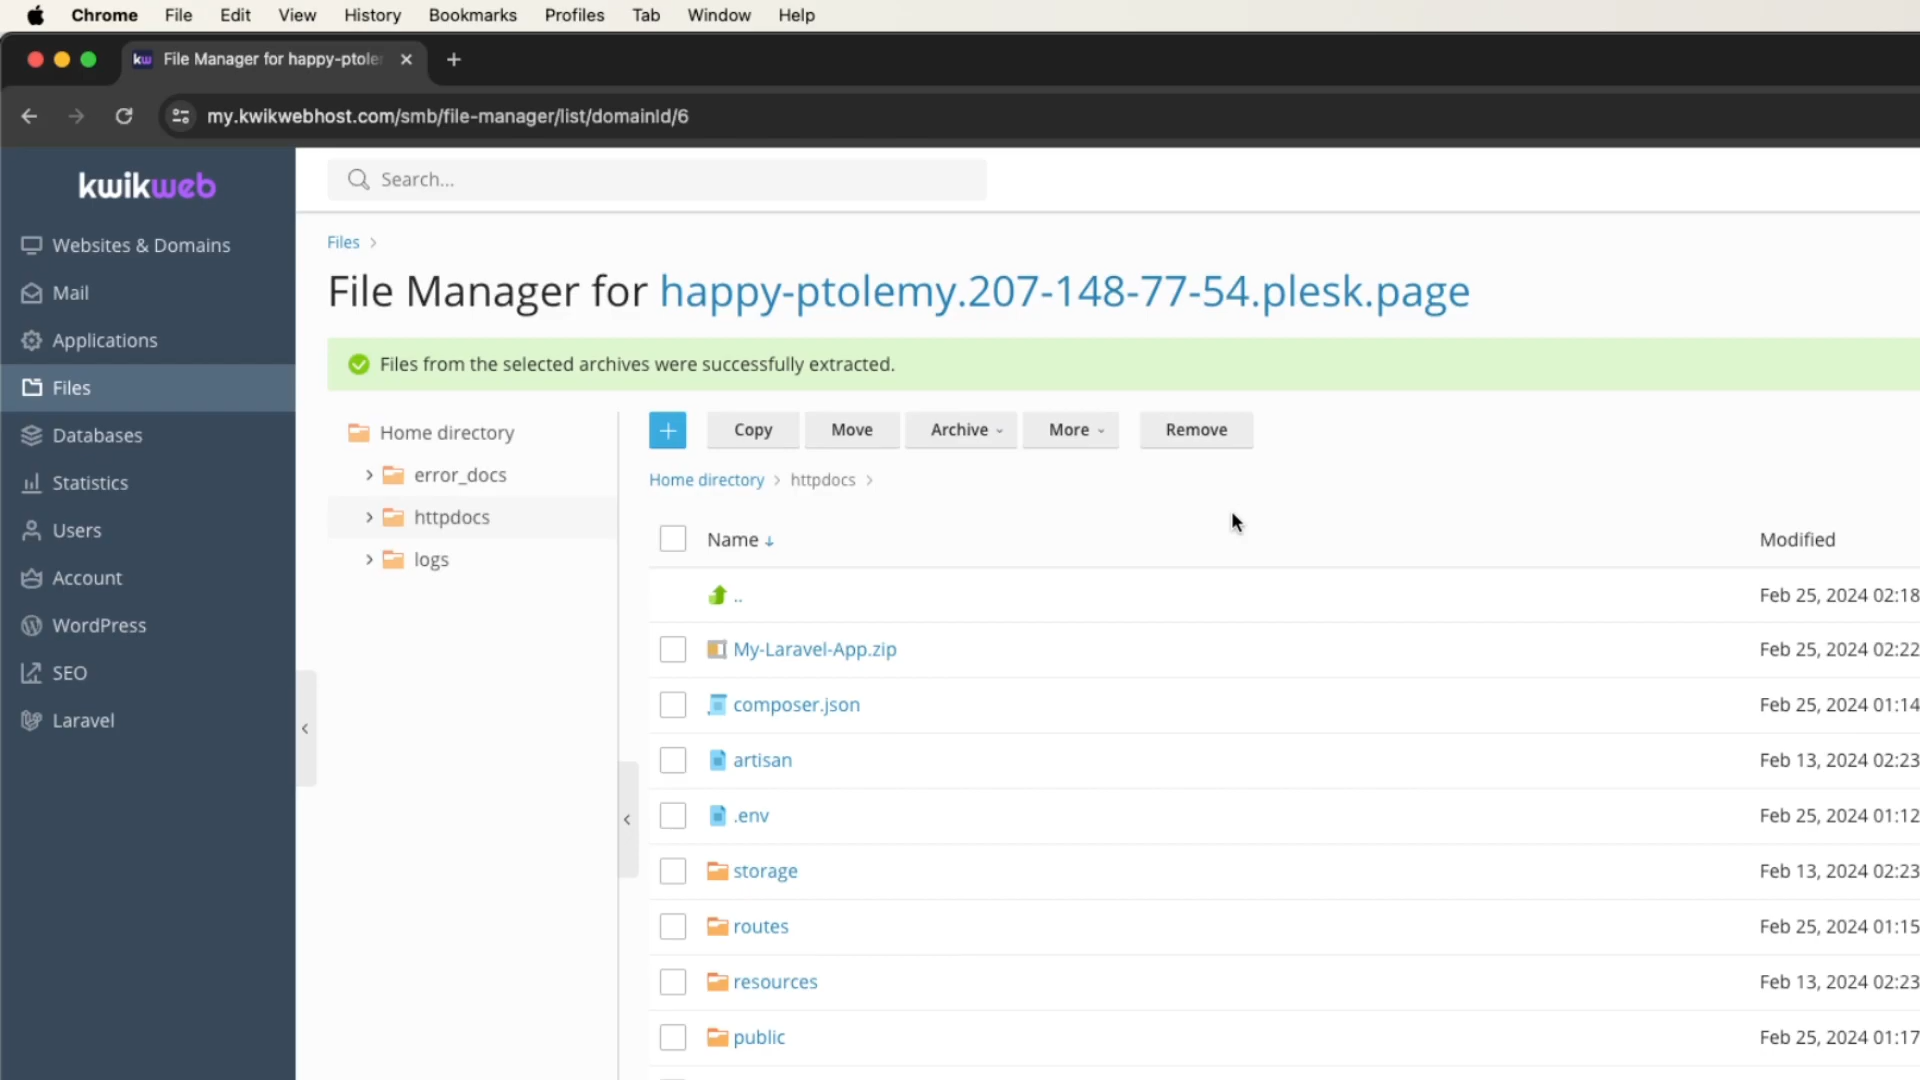 Chrome File Edit View History Bookmarks Profiles Tab Window Help
kw File Manager for happy-ptole
my.kwikwebhost.com/smb/file-manager/list/domainId/6
kwikweb
Websites & Domains
Mail
Applications
Files
Databases
Statistics
Users
Account
WordPress
SEO
Laravel
Search...
Files >
File Manager for happy-ptolemy.207-148-77-54.plesk.page
Files from the selected archives were successfully extracted.
Home directory
error_docs
httpdocs
logs
Copy Move Archive More Remove
Home directory > httpdocs >
Name ↓ Modified
.. Feb 25, 2024 02:18
My-Laravel-App.zip Feb 25, 2024 02:22
composer.json Feb 25, 2024 01:14
artisan Feb 13, 2024 02:23
.env Feb 25, 2024 01:12
storage Feb 13, 2024 02:23
routes Feb 25, 2024 01:15
resources Feb 13, 2024 02:23
public Feb 25, 2024 01:17